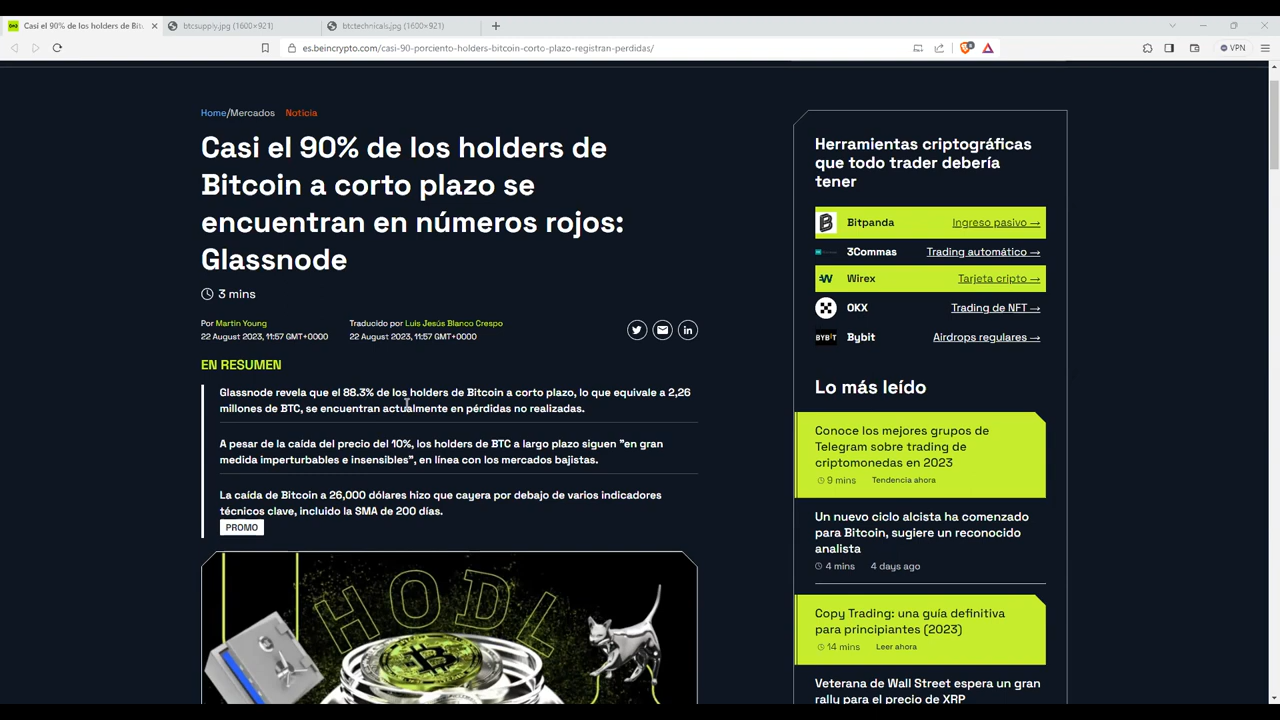 Casi el 90% de los holders de Bit
btcsupply.jpg (1600×921)
btctechnicals.jpg (1600×921)
es.beincrypto.com/casi-90-porciento-holders-bitcoin-corto-plazo-registran-perdidas/
VPN
Home/Mercados Noticia
Casi el 90% de los holders de
Bitcoin a corto plazo se
encuentran en números rojos:
Glassnode
3 mins
Por Martin Young
22 August 2023, 11:57 GMT+0000
Traducido por Luis Jesús Blanco Crespo
22 August 2023, 11:57 GMT+0000
EN RESUMEN
Glassnode revela que el 88.3% de los holders de Bitcoin a corto plazo, lo que equivale a 2,26
millones de BTC, se encuentran actualmente en pérdidas no realizadas.
A pesar de la caída del precio del 10%, los holders de BTC a largo plazo siguen "en gran
medida imperturbables e insensibles", en línea con los mercados bajistas.
La caída de Bitcoin a 26,000 dólares hizo que cayera por debajo de varios indicadores
técnicos clave, incluido la SMA de 200 días.
PROMO
HODL
Herramientas criptográficas
que todo trader debería
tener
Bitpanda Ingreso pasivo →
3Commas Trading automático →
Wirex Tarjeta cripto →
OKX Trading de NFT →
BYBIT Bybit Airdrops regulares →
Lo más leído
Conoce los mejores grupos de
Telegram sobre trading de
criptomonedas en 2023
9 mins Tendencia ahora
Un nuevo ciclo alcista ha comenzado
para Bitcoin, sugiere un reconocido
analista
4 mins 4 days ago
Copy Trading: una guía definitiva
para principiantes (2023)
14 mins Leer ahora
Veterana de Wall Street espera un gran
rally para el precio de XRP